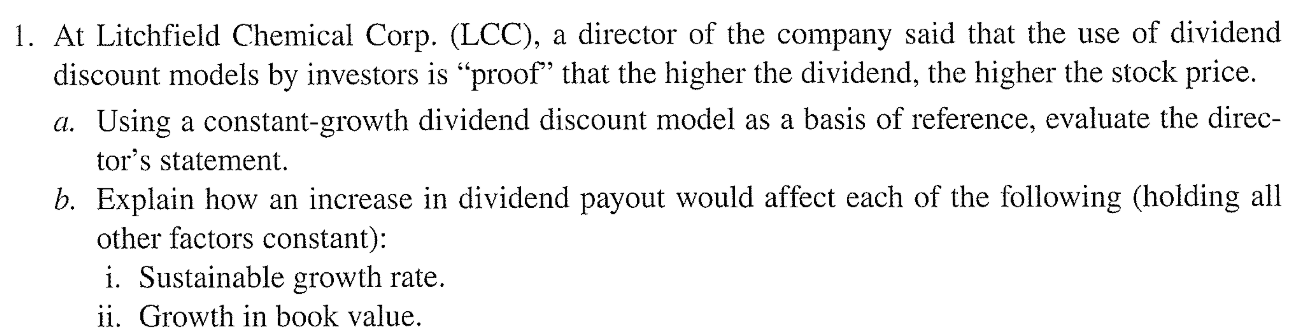 1. At Litchfield Chemical Corp. (LCC), a director of the company said that the use of dividend
discount models by investors is “proof” that the higher the dividend, the higher the stock price.
a. Using a constant-growth dividend discount model as a basis of reference, evaluate the direc-
tor’s statement.
b. Explain how an increase in dividend payout would affect each of the following (holding all
other factors constant):
i. Sustainable growth rate.
ii. Growth in book value.